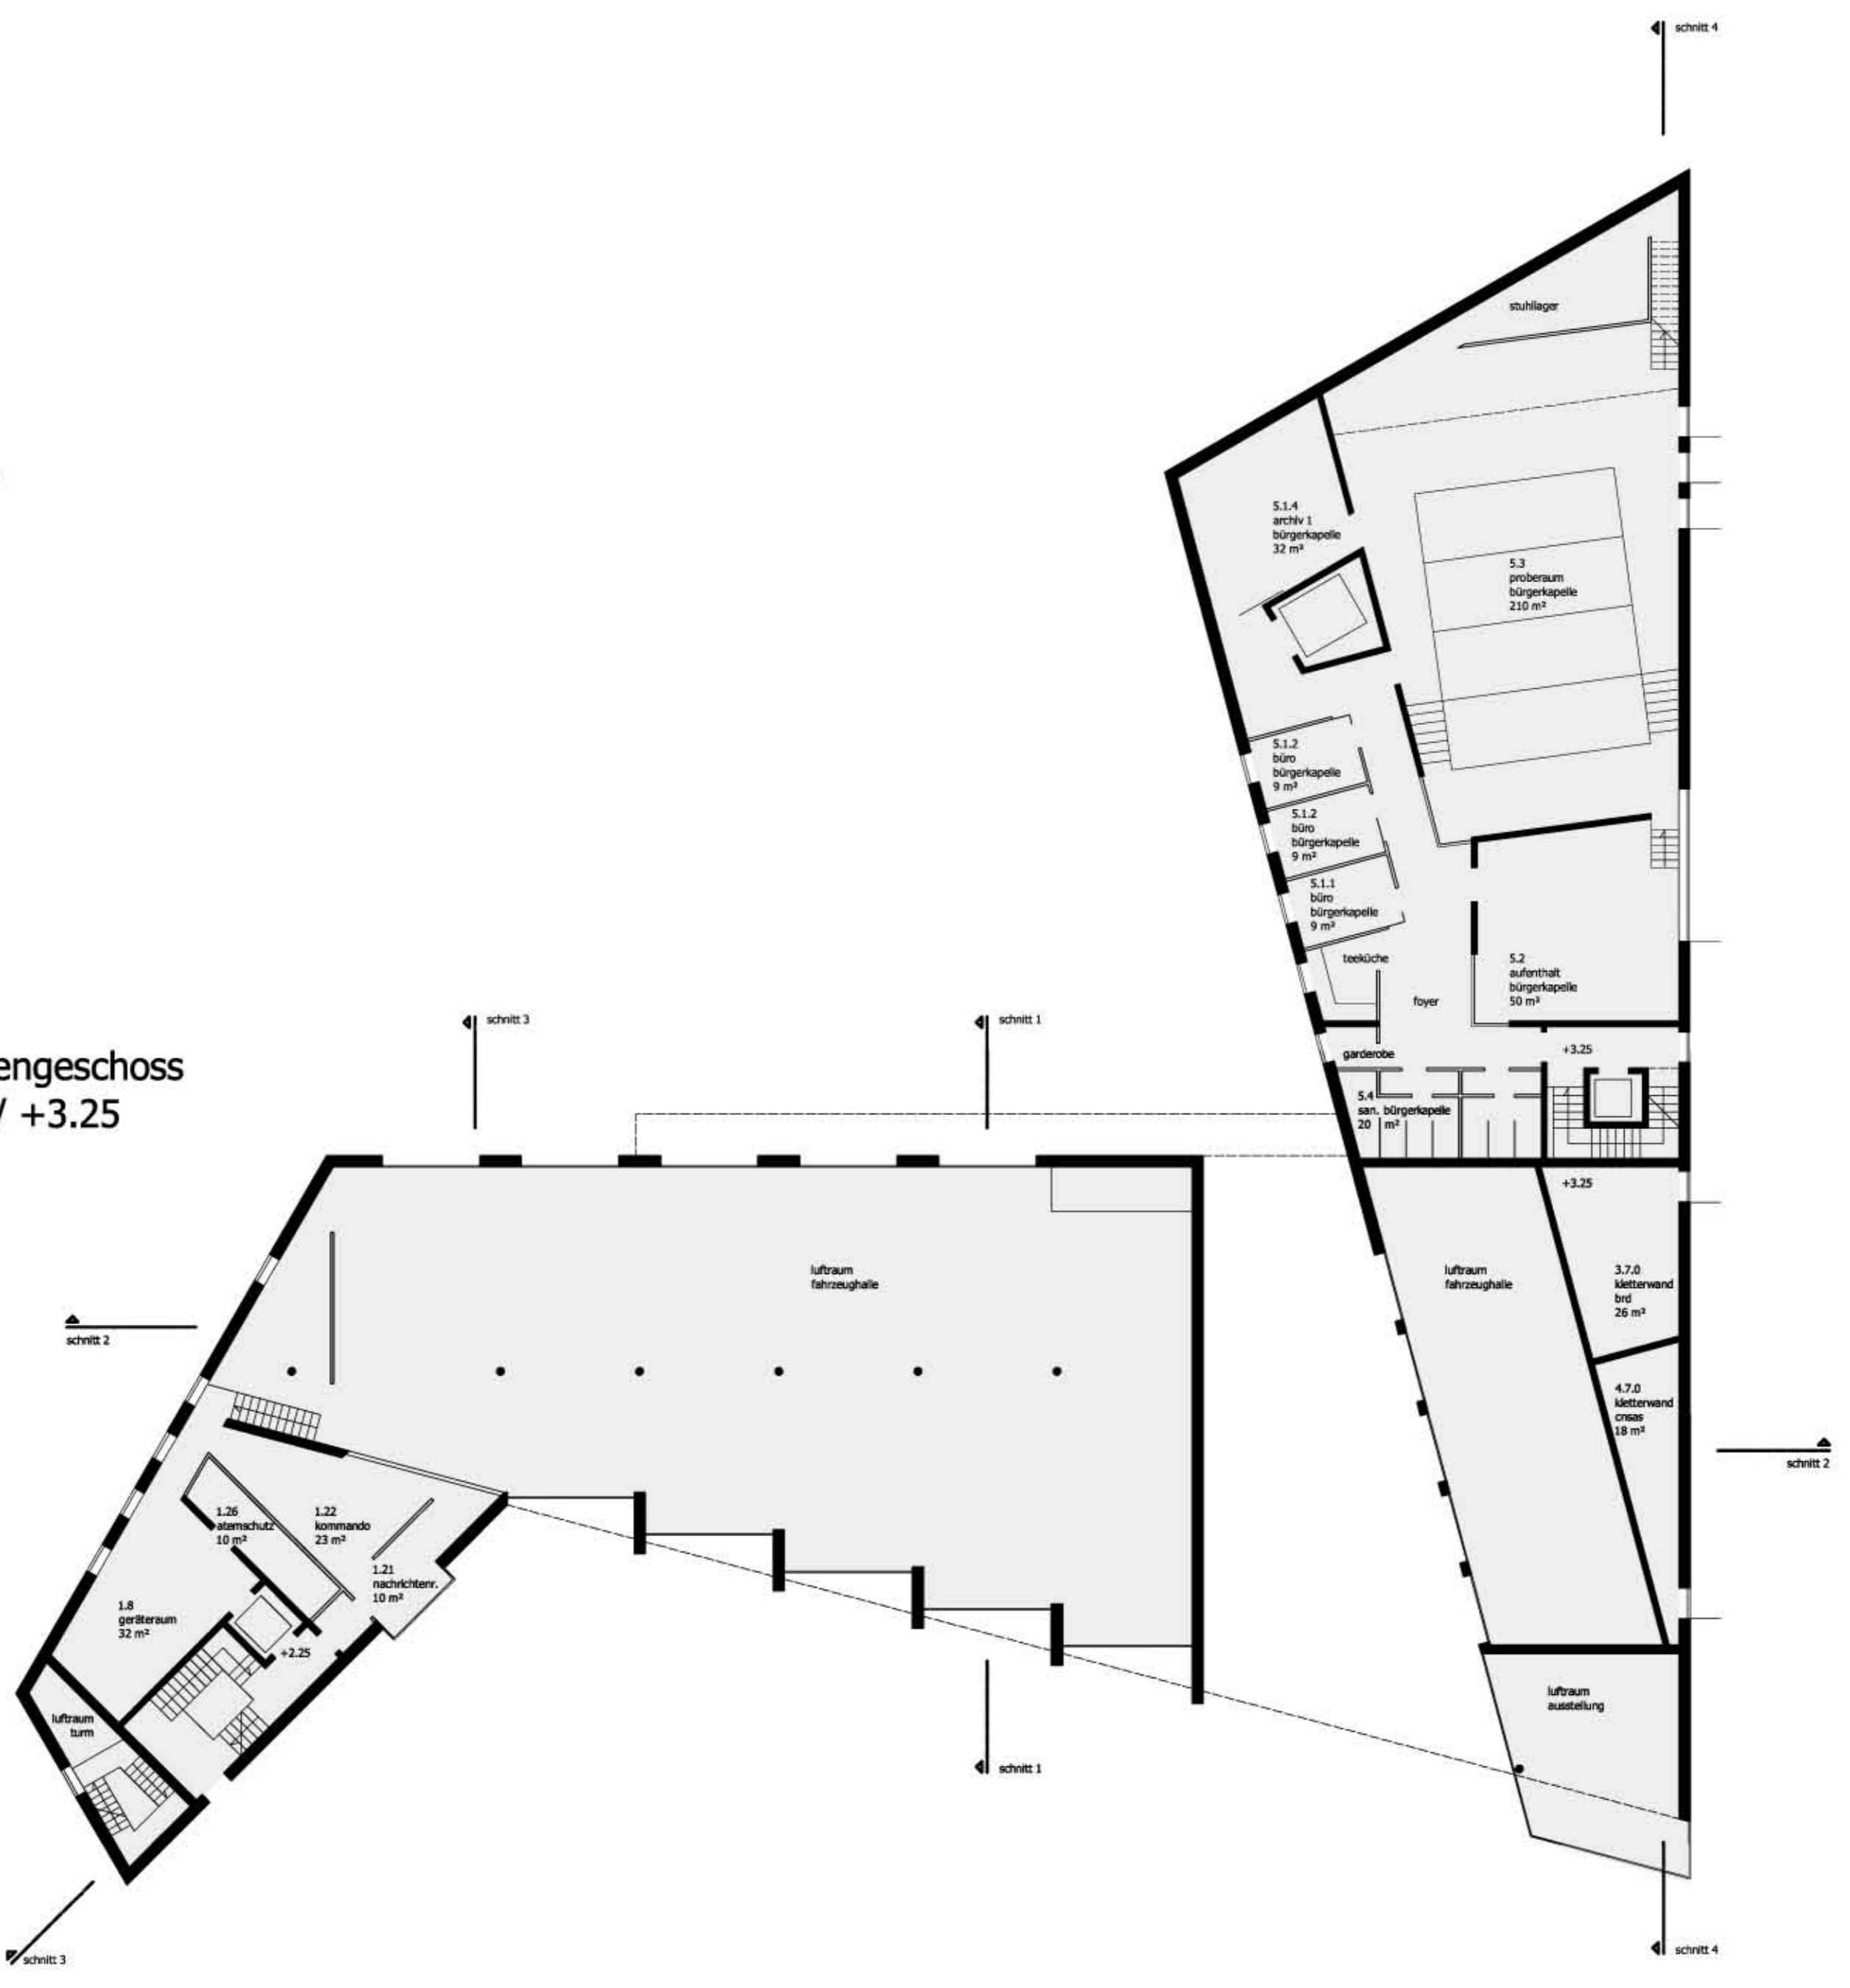 schnitt 4
stuhllager
5.1.4
archiv 1
bürgerkapelle
32 m²
5.3
proberaum
bürgerkapelle
210 m²
5.1.2
büro
bürgerkapelle
9 m²
5.1.2
büro
bürgerkapelle
9 m²
5.1.1
büro
bürgerkapelle
9 m²
teeküche
foyer
5.2
aufenthalt
bürgerkapelle
50 m²
schnitt 3
schnitt 1
engeschoss
/ +3.25
garderobe
+3.25
5.4
san. bürgerkapelle
20 m²
+3.25
luftraum
fahrzeughalle
luftraum
fahrzeughalle
3.7.0
kletterwand
brd
26 m²
schnitt 2
4.7.0
kletterwand
cnsas
18 m²
schnitt 2
1.26
atemschutz
10 m²
1.22
kommando
23 m²
1.21
nachrichtenr.
10 m²
1.8
geräteraum
32 m²
+2.25
luftraum
turm
luftraum
ausstellung
schnitt 1
schnitt 3
schnitt 4